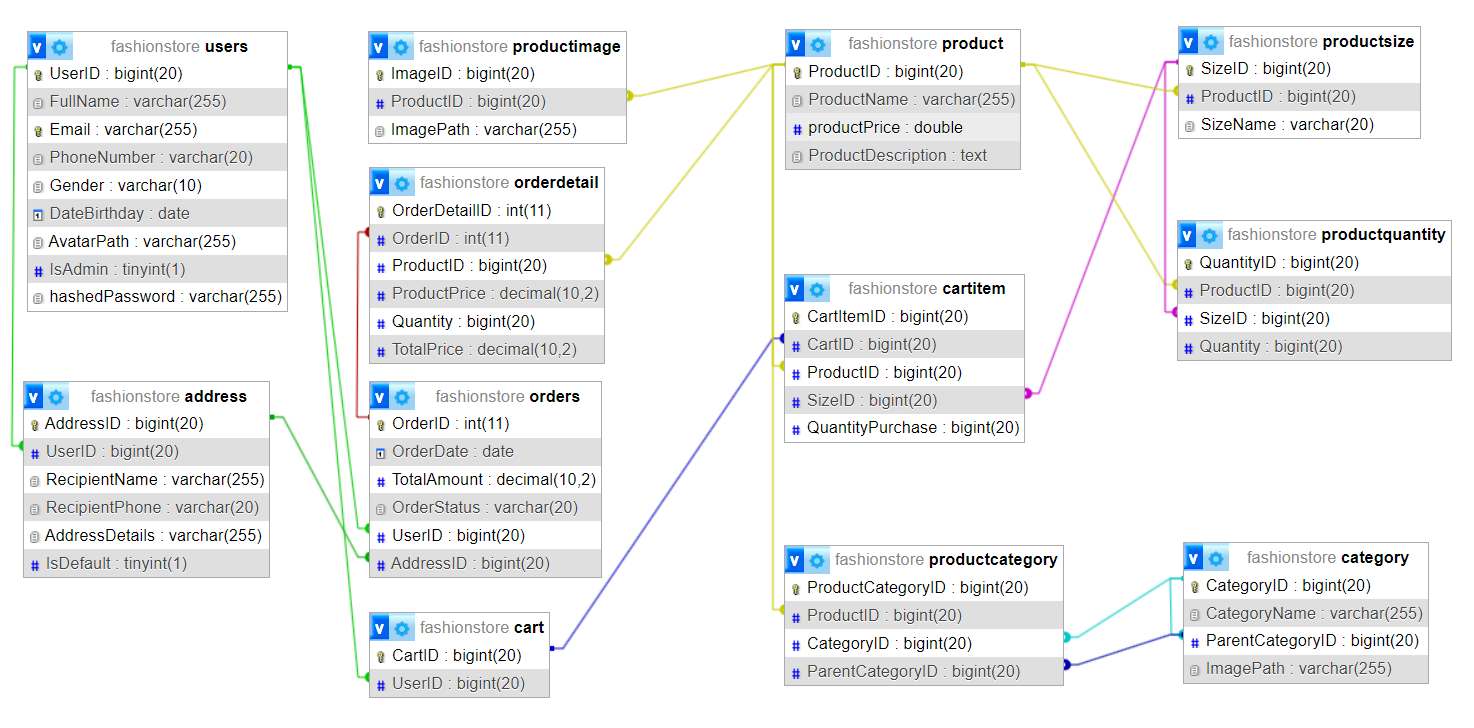 v fashionstore users
UserID : bigint(20)
FullName : varchar(255)
Email : varchar(255)
PhoneNumber : varchar(20)
Gender : varchar(10)
DateBirthday : date
AvatarPath : varchar(255)
# IsAdmin : tinyint(1)
hashedPassword : varchar(255)
v fashionstore address
AddressID : bigint(20)
# UserID : bigint(20)
RecipientName : varchar(255)
RecipientPhone : varchar(20)
AddressDetails : varchar(255)
# IsDefault : tinyint(1)
v fashionstore productimage
ImageID : bigint(20)
# ProductID : bigint(20)
ImagePath : varchar(255)
v fashionstore orderdetail
OrderDetailID : int(11)
# OrderID : int(11)
# ProductID : bigint(20)
# ProductPrice : decimal(10,2)
# Quantity : bigint(20)
# TotalPrice : decimal(10,2)
v fashionstore orders
OrderID : int(11)
OrderDate : date
# TotalAmount : decimal(10,2)
OrderStatus : varchar(20)
# UserID : bigint(20)
# AddressID : bigint(20)
v fashionstore cart
CartID : bigint(20)
# UserID : bigint(20)
v fashionstore product
ProductID : bigint(20)
ProductName : varchar(255)
# productPrice : double
ProductDescription : text
v fashionstore cartitem
CartItemID : bigint(20)
# CartID : bigint(20)
# ProductID : bigint(20)
# SizeID : bigint(20)
# QuantityPurchase : bigint(20)
v fashionstore productcategory
ProductCategoryID : bigint(20)
# ProductID : bigint(20)
# CategoryID : bigint(20)
# ParentCategoryID : bigint(20)
v fashionstore productsize
SizeID : bigint(20)
# ProductID : bigint(20)
SizeName : varchar(20)
v fashionstore productquantity
QuantityID : bigint(20)
# ProductID : bigint(20)
# SizeID : bigint(20)
# Quantity : bigint(20)
v fashionstore category
CategoryID : bigint(20)
CategoryName : varchar(255)
# ParentCategoryID : bigint(20)
ImagePath : varchar(255)